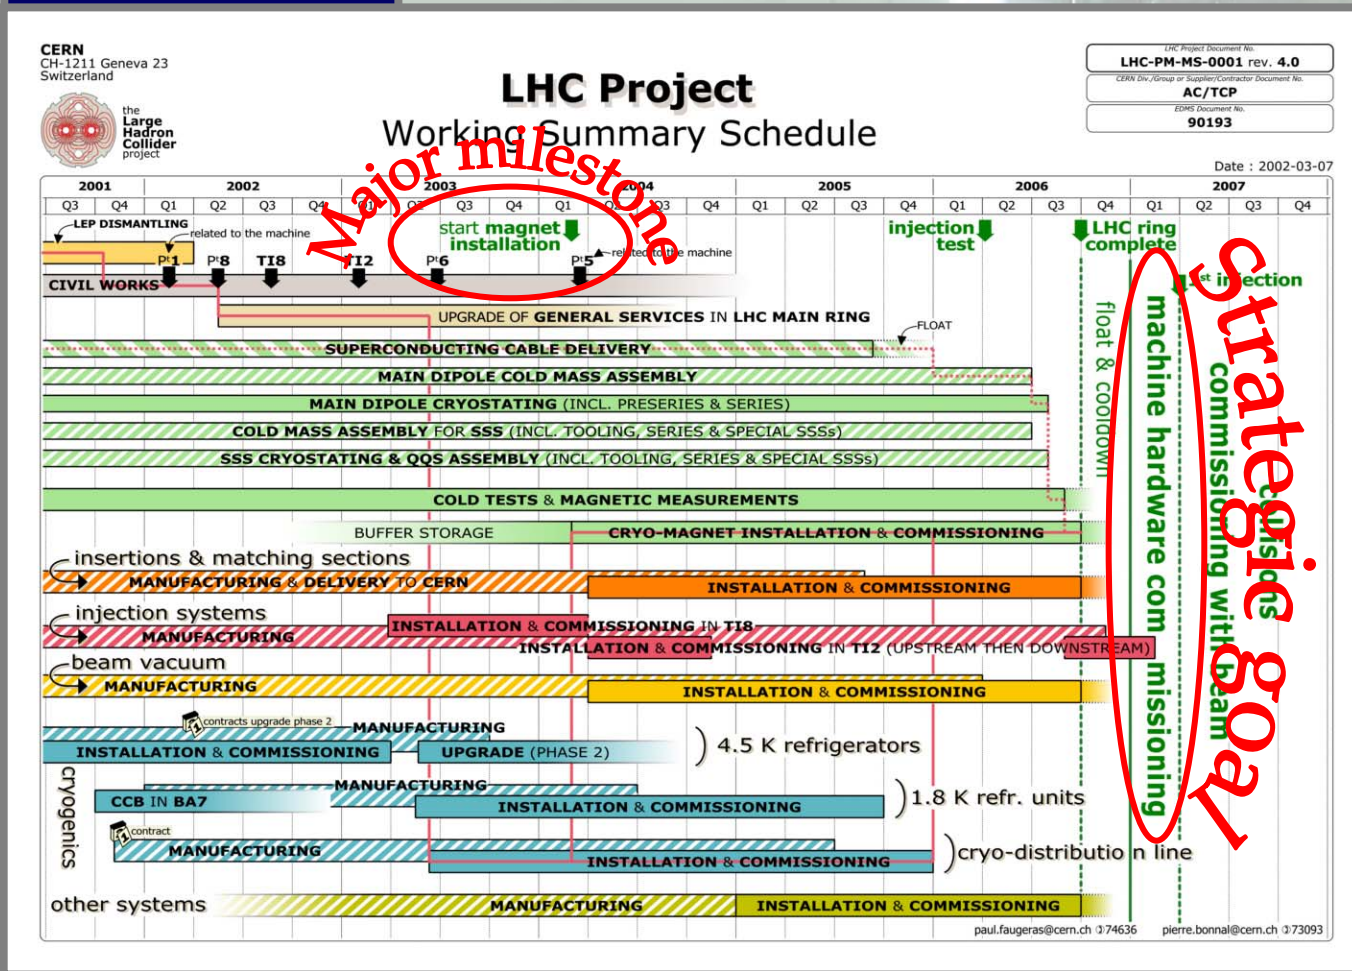 CERN
CH-1211 Geneva 23
Switzerland
the
Large
Hadron
Collider
project
LHC Project
Working Summary Schedule
LHC Project Document No.
LHC-PM-MS-0001 rev. 4.0
CERN Div./Group or Supplier/Contractor Document No.
AC/TCP
EDMS Document No.
90193
Date : 2002-03-07
Major milestone
Strategic goal
2001 2002 2003 2004 2005 2006 2007
Q3 Q4 Q1 Q2 Q3 Q4 Q1 Q3 Q4 Q1 Q3 Q4 Q1 Q2 Q3 Q4 Q1 Q2 Q3 Q4 Q1 Q2 Q3 Q4
LEP DISMANTLING
related to the machine
start magnet
installation
injection
test
LHC ring
complete
related to the machine
Pt1 Pt8 TI8 TI2 Pt6 Pt5
1st injection
CIVIL WORKS
UPGRADE OF GENERAL SERVICES IN LHC MAIN RING
FLOAT
SUPERCONDUCTING CABLE DELIVERY
MAIN DIPOLE COLD MASS ASSEMBLY
MAIN DIPOLE CRYOSTATING (INCL. PRESERIES & SERIES)
COLD MASS ASSEMBLY FOR SSS (INCL. TOOLING, SERIES & SPECIAL SSSs)
SSS CRYOSTATING & QQS ASSEMBLY (INCL. TOOLING, SERIES & SPECIAL SSSs)
COLD TESTS & MAGNETIC MEASUREMENTS
BUFFER STORAGE
CRYO-MAGNET INSTALLATION & COMMISSIONING
float & cooldown
machine hardware com missioning
commissioning with beam
collisions
insertions & matching sections
MANUFACTURING & DELIVERY TO CERN
INSTALLATION & COMMISSIONING
injection systems
INSTALLATION & COMMISSIONING IN TI8
MANUFACTURING
INSTALLATION & COMMISSIONING IN TI2 (UPSTREAM THEN DOWNSTREAM)
beam vacuum
MANUFACTURING
INSTALLATION & COMMISSIONING
contracts upgrade phase 2
MANUFACTURING
INSTALLATION & COMMISSIONING
UPGRADE (PHASE 2)
4.5 K refrigerators
cryogenics
MANUFACTURING
CCB IN BA7
INSTALLATION & COMMISSIONING
1.8 K refr. units
contract
MANUFACTURING
INSTALLATION & COMMISSIONING
cryo-distributio n line
other systems
MANUFACTURING
INSTALLATION & COMMISSIONING
paul.faugeras@cern.ch 74636
pierre.bonnal@cern.ch 73093